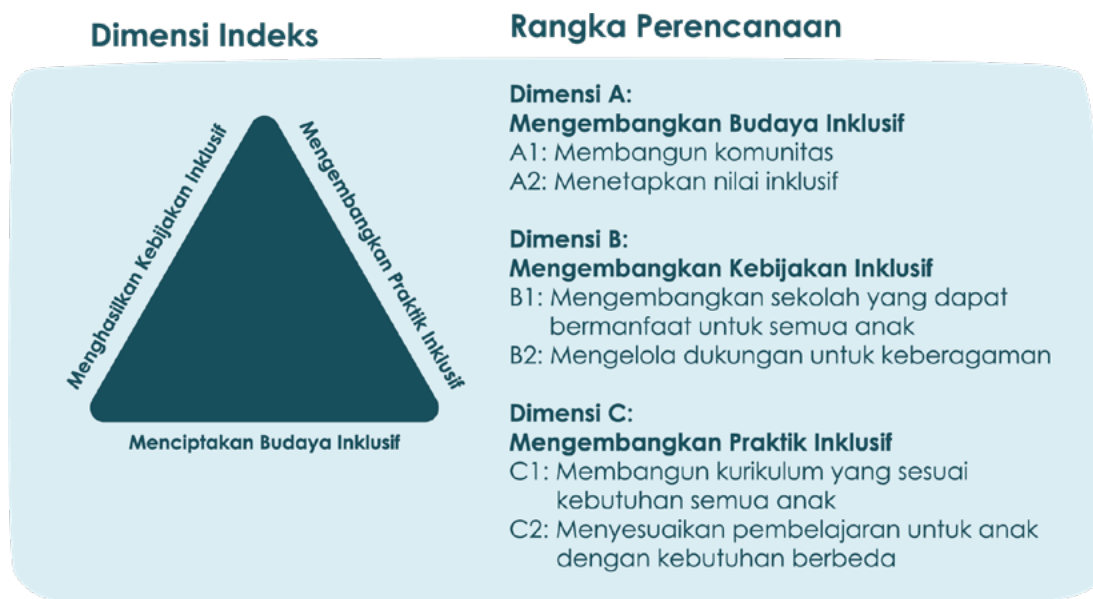 Dimensi Indeks
Menghasilkan Kebijakan Inklusif
Mengembangkan Praktik Inklusif
Menciptakan Budaya Inklusif
Rangka Perencanaan
Dimensi A:
Mengembangkan Budaya Inklusif
A1: Membangun komunitas
A2: Menetapkan nilai inklusif
Dimensi B:
Mengembangkan Kebijakan Inklusif
B1: Mengembangkan sekolah yang dapat
bermanfaat untuk semua anak
B2: Mengelola dukungan untuk keberagaman
Dimensi C:
Mengembangkan Praktik Inklusif
C1: Membangun kurikulum yang sesuai
kebutuhan semua anak
C2: Menyesuaikan pembelajaran untuk anak
dengan kebutuhan berbeda